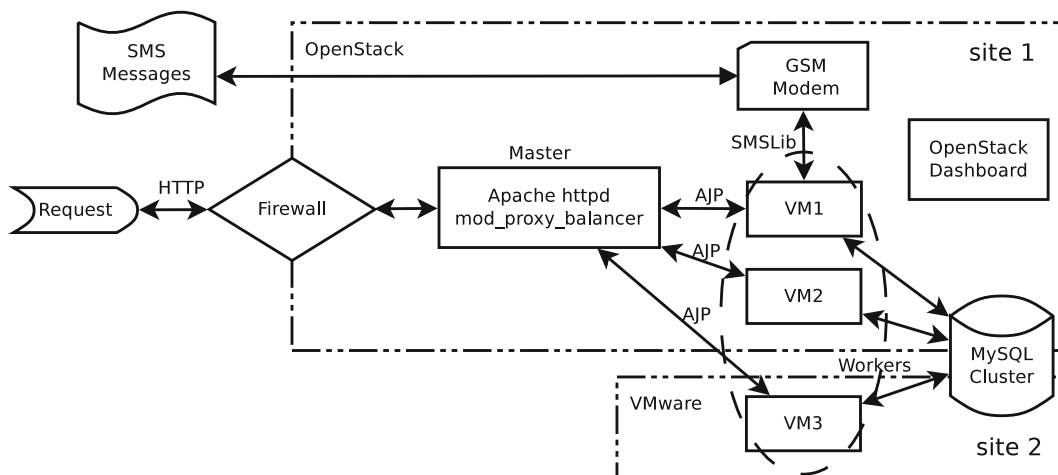 SMS
Messages
OpenStack
site 1
GSM
Modem
SMSLib
OpenStack
Dashboard
Master
Request
HTTP
Firewall
Apache httpd
mod_proxy_balancer
AJP
VM1
AJP
VM2
AJP
MySQL
Cluster
Workers
VMware
VM3
site 2